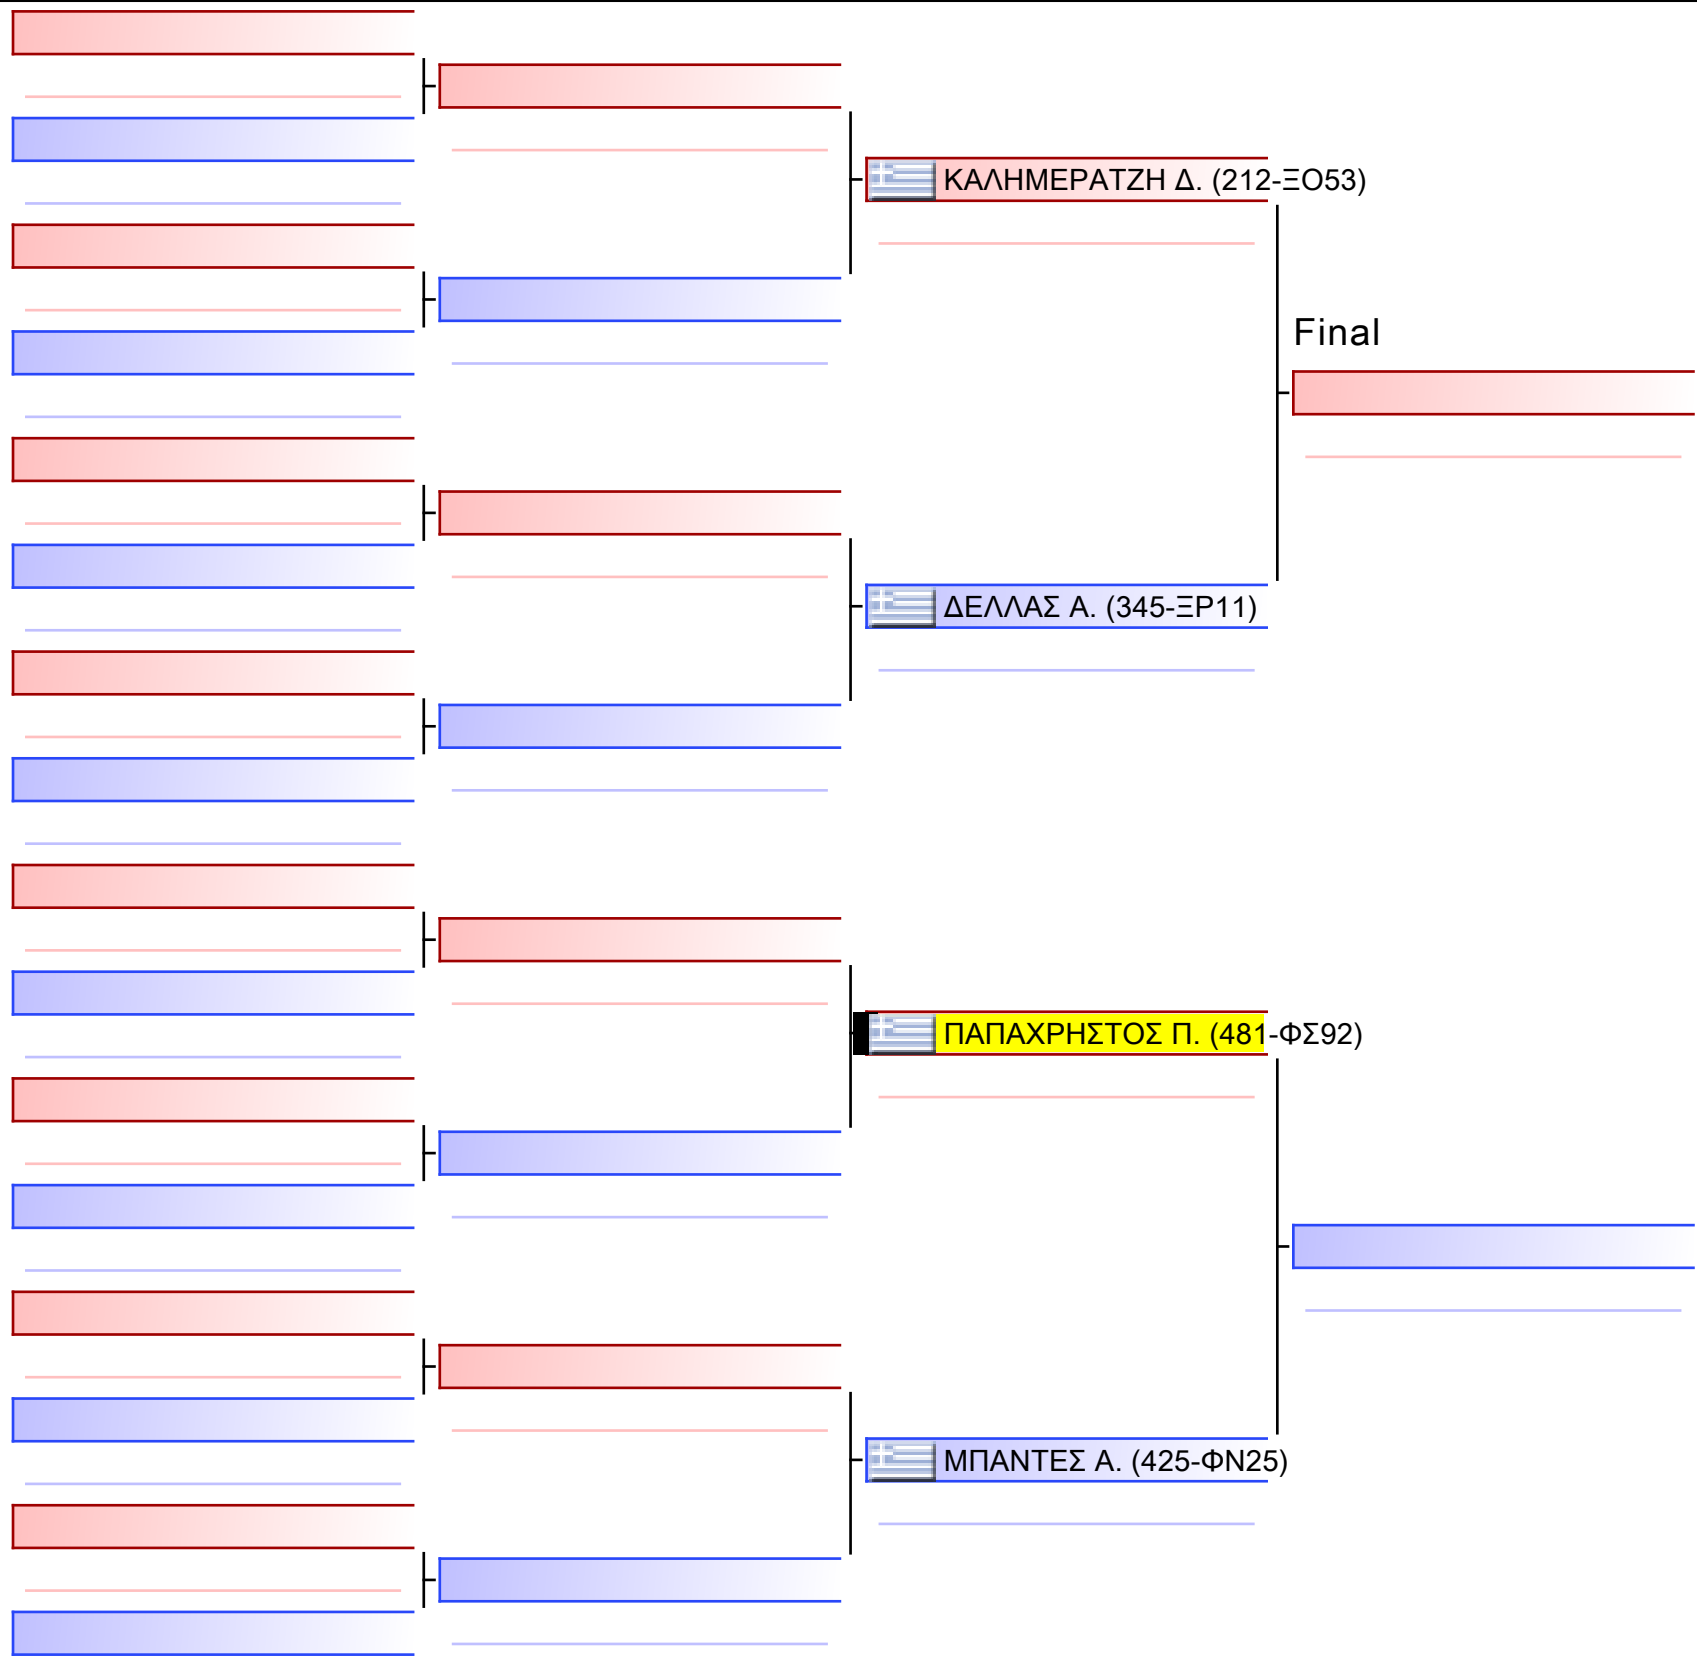 ΚΑΛΗΜΕΡΑΤΖΗ Δ. (212-ΞΟ53)
Final
ΔΕΛΛΑΣ Α. (345-ΞΡ11)
ΠΑΠΑΧΡΗΣΤΟΣ Π. (481-ΦΣ92)
ΜΠΑΝΤΕΣ Α. (425-ΦΝ25)